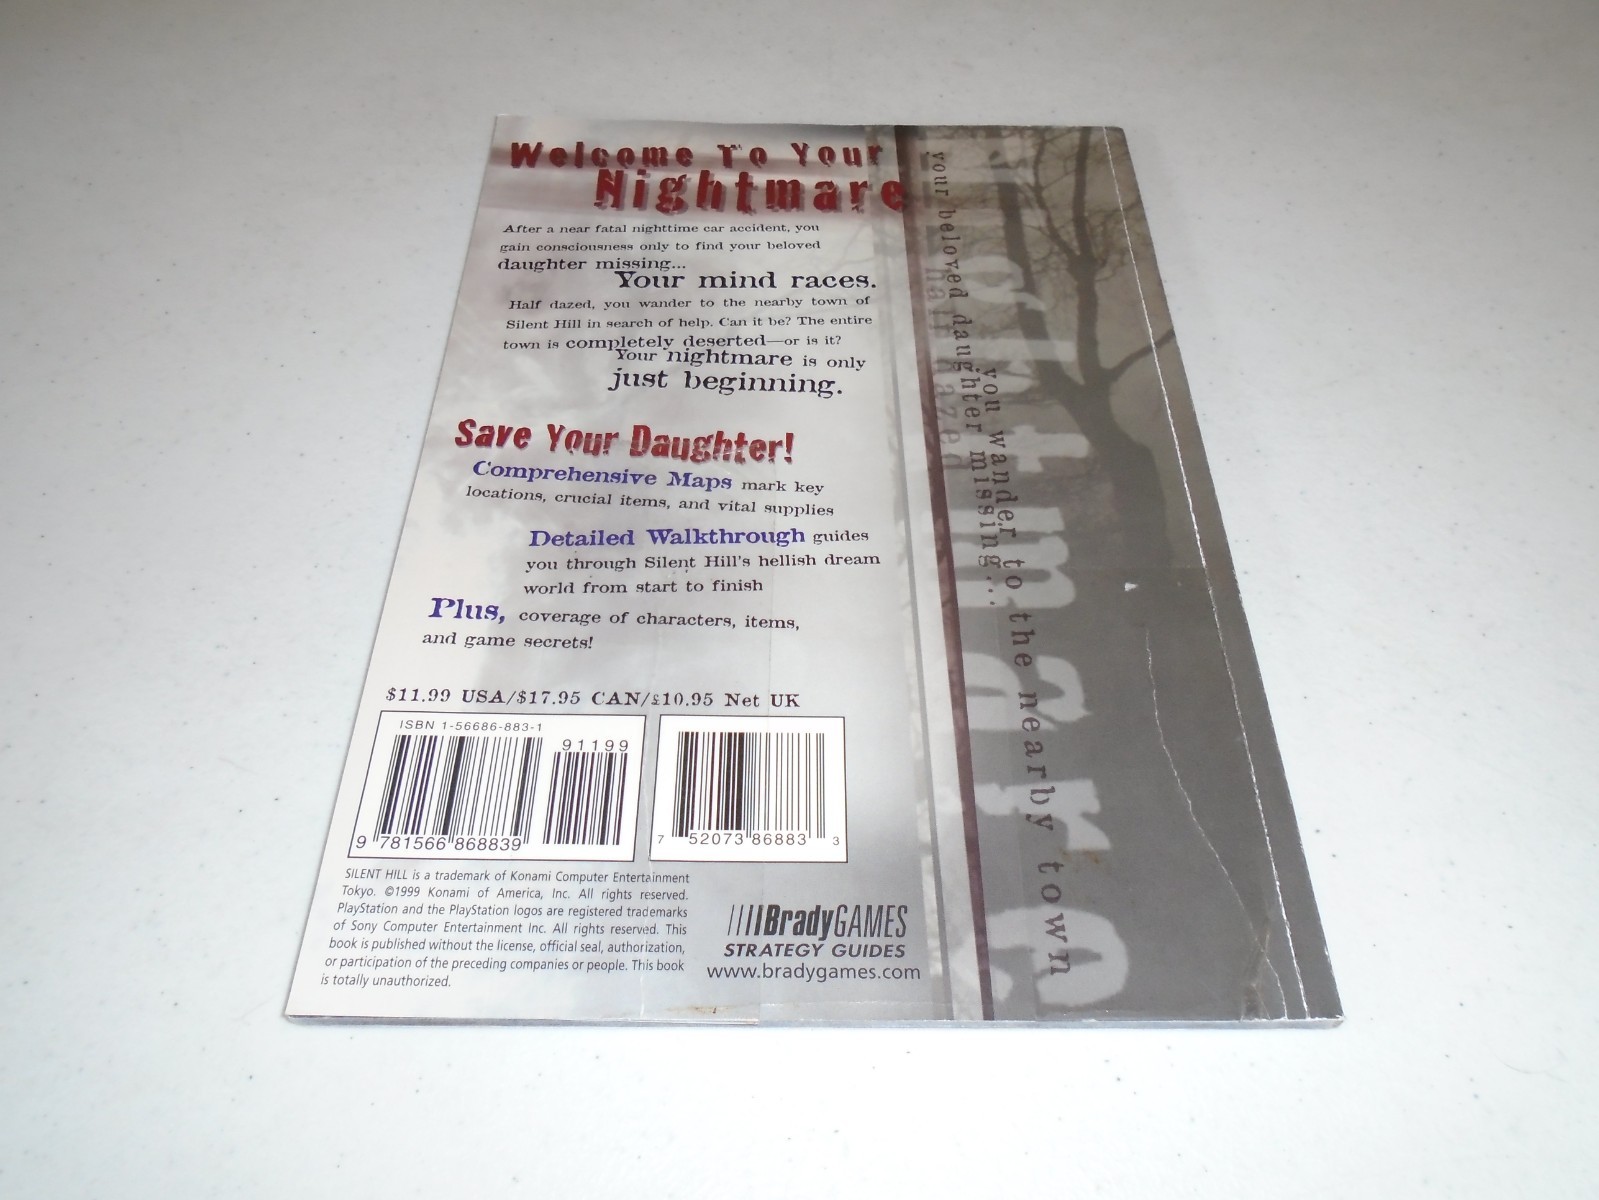 Welcome To Your
Nightmare
After a near fatal nighttime car accident, you
gain consciousness only to find your beloved
daughter missing...
Your mind races.
Half dazed, you wander to the nearby town of
Silent Hill in search of help. Can it be? The entire
town is completely deserted—or is it?
Your nightmare is only
just beginning.
Save Your Daughter!
Comprehensive Maps mark key
locations, crucial items, and vital supplies
Detailed Walkthrough guides
you through Silent Hill's hellish dream
world from start to finish
Plus, coverage of characters, items,
and game secrets!
$11.99 USA/$17.95 CAN/£10.95 Net UK
ISBN 1-56686-883-1
91199
9 781566 868839
7 52073 86883 3
SILENT HILL is a trademark of Konami Computer Entertainment
Tokyo. ©1999 Konami of America, Inc. All rights reserved.
PlayStation and the PlayStation logos are registered trademarks
of Sony Computer Entertainment Inc. All rights reserved. This
book is published without the license, official seal, authorization,
or participation of the preceding companies or people. This book
is totally unauthorized.
BradyGAMES
STRATEGY GUIDES
www.bradygames.com
your beloved daughter missing...
half dazed
you wander to the nearby town
nightmare